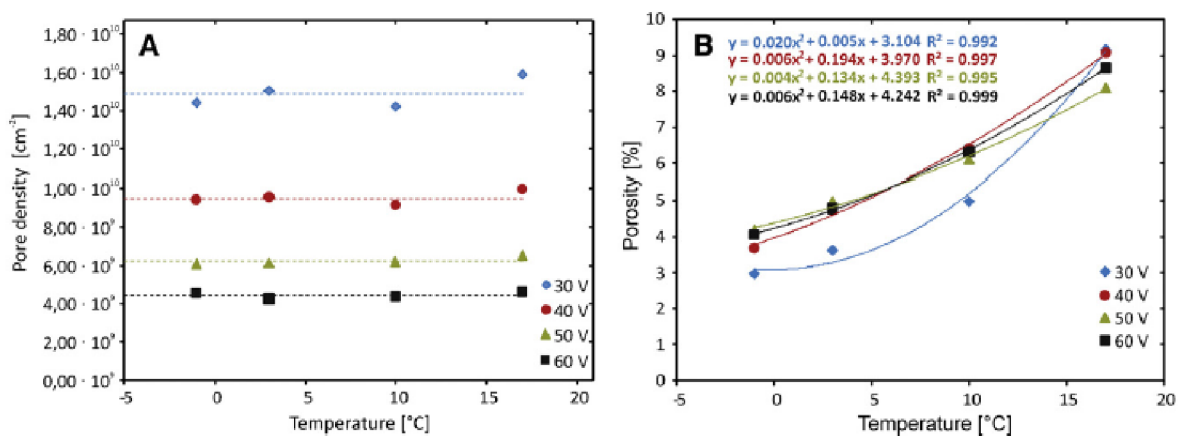 A
Pore density [cm⁻²]
1,80 · 10¹⁰
1,60 · 10¹⁰
1,40 · 10¹⁰
1,20 · 10¹⁰
1,00 · 10¹⁰
8,00 · 10⁹
6,00 · 10⁹
4,00 · 10⁹
2,00 · 10⁹
0,00 · 10⁹
-5 0 5 10 15 20
Temperature [°C]
30 V
40 V
50 V
60 V
B
y = 0.020x² + 0.005x + 3.104 R² = 0.992
y = 0.006x² + 0.194x + 3.970 R² = 0.997
y = 0.004x² + 0.134x + 4.393 R² = 0.995
y = 0.006x² + 0.148x + 4.242 R² = 0.999
Porosity [%]
10
9
8
7
6
5
4
3
2
1
0
-5 0 5 10 15 20
Temperature [°C]
30 V
40 V
50 V
60 V